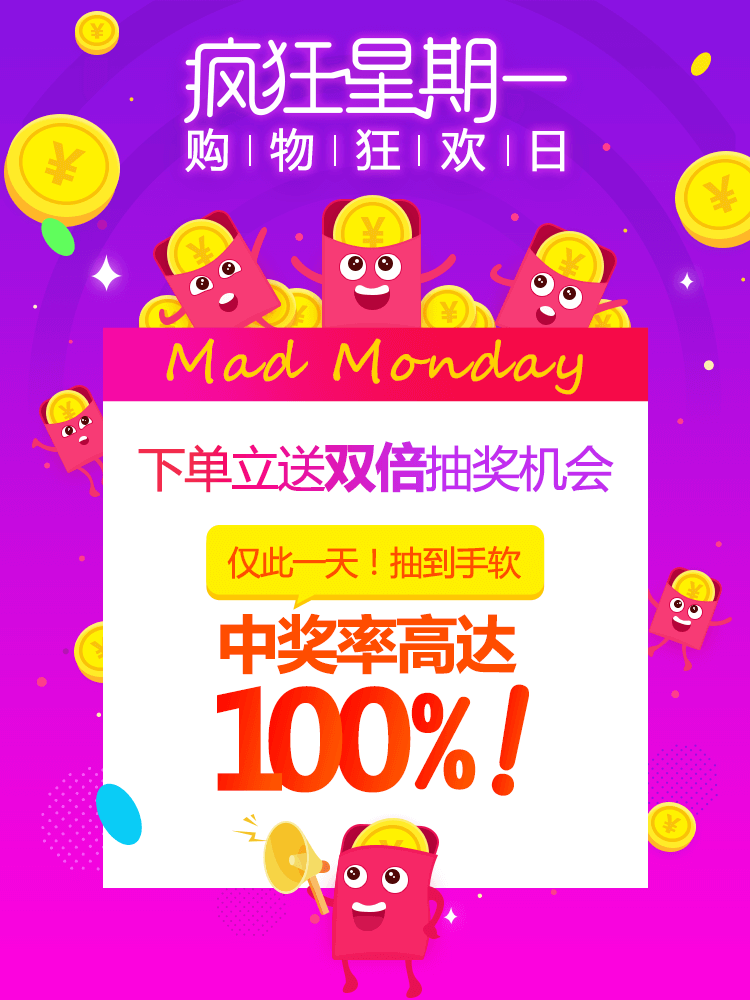 疯狂星期一
购|物|狂|欢|日
Mad Monday
下单立送双倍抽奖机会
仅此一天！抽到手软
中奖率高达
100%！